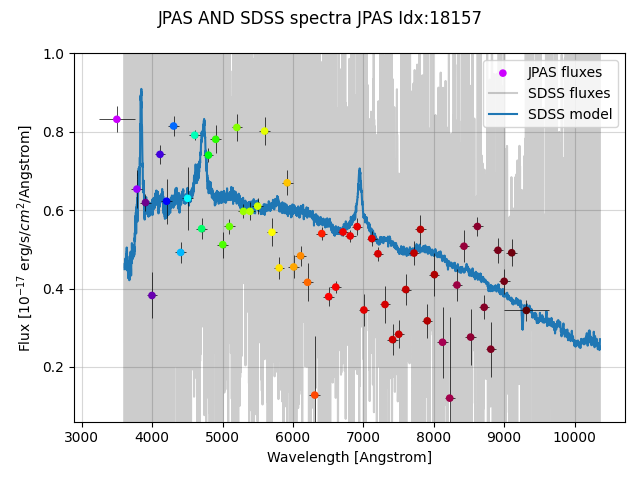 JPAS AND SDSS spectra JPAS Idx:18157
1.0
0.8
0.6
0.4
0.2
Flux [10⁻¹⁷ erg/s/cm²/Angstrom]
JPAS fluxes
SDSS fluxes
SDSS model
3000 4000 5000 6000 7000 8000 9000 10000
Wavelength [Angstrom]